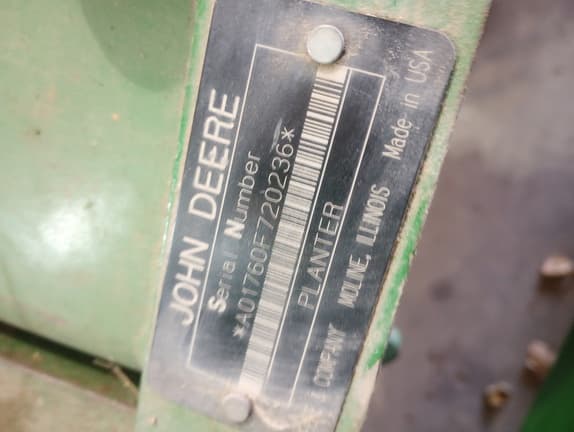 JOHN DEERE
Serial Number
*A01760F720236*
PLANTER
COMPANY MOLINE, ILLINOIS Made in USA